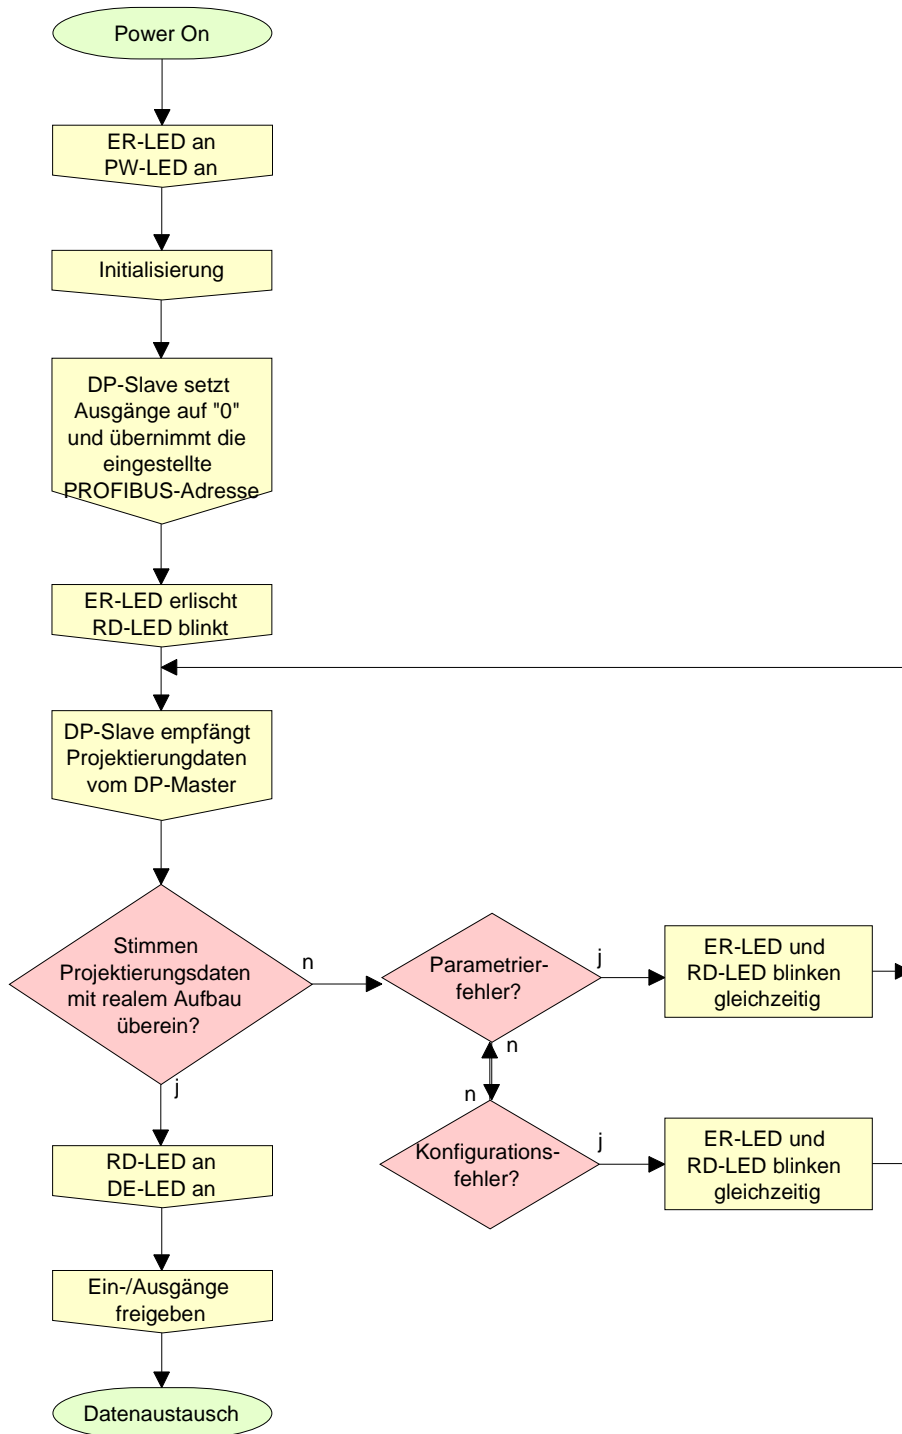 Power On
ER-LED an
PW-LED an
Initialisierung
DP-Slave setzt
Ausgänge auf "0"
und übernimmt die
eingestellte
PROFIBUS-Adresse
ER-LED erlischt
RD-LED blinkt
DP-Slave empfängt
Projektierungdaten
vom DP-Master
Stimmen
Projektierungsdaten
mit realem Aufbau
überein?
n
j
Parametrier-
fehler?
j
n
ER-LED und
RD-LED blinken
gleichzeitig
n
Konfigurations-
fehler?
j
ER-LED und
RD-LED blinken
gleichzeitig
RD-LED an
DE-LED an
Ein-/Ausgänge
freigeben
Datenaustausch